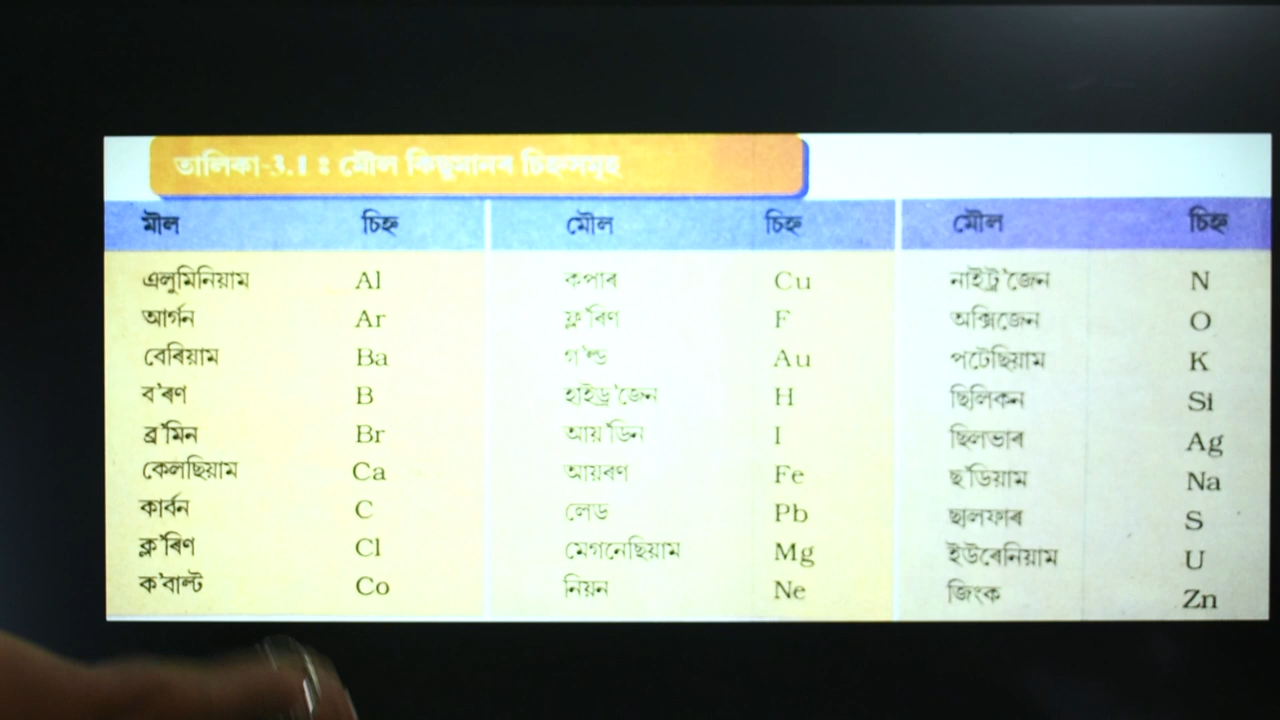 তালিকা-3.1 : মৌল কিছুমানৰ চিহ্নসমূহ
মৌল চিহ্ন মৌল চিহ্ন মৌল চিহ্ন
এলুমিনিয়াম Al কপাৰ Cu নাইট্ৰ'জেন N
আৰ্গন Ar ফ্ল'ৰিণ F অক্সিজেন O
বেৰিয়াম Ba গ'ল্ড Au পটেছিয়াম K
ব'ৰণ B হাইড্ৰ'জেন H ছিলিকন Si
ব্ৰ'মিন Br আয়'ডিন I ছিলভাৰ Ag
কেলছিয়াম Ca আয়ৰণ Fe ছ'ডিয়াম Na
কাৰ্বন C লেড Pb ছালফাৰ S
ক্ল'ৰিণ Cl মেগনেছিয়াম Mg ইউৰেনিয়াম U
ক'বাল্ট Co নিয়ন Ne জিংক Zn